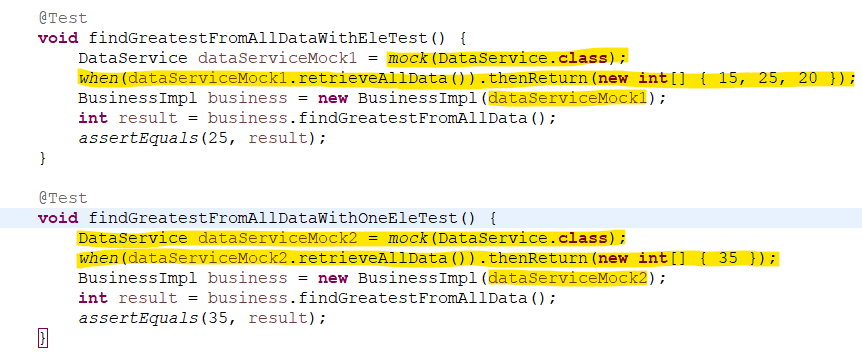 @Test
void findGreatestFromAllDataWithEleTest() {
DataService dataServiceMock1 = mock(DataService.class);
when(dataServiceMock1.retrieveAllData()).thenReturn(new int[] { 15, 25, 20 });
BusinessImpl business = new BusinessImpl(dataServiceMock1);
int result = business.findGreatestFromAllData();
assertEquals(25, result);
}
@Test
void findGreatestFromAllDataWithOneEleTest() {
DataService dataServiceMock2 = mock(DataService.class);
when(dataServiceMock2.retrieveAllData()).thenReturn(new int[] { 35 });
BusinessImpl business = new BusinessImpl(dataServiceMock2);
int result = business.findGreatestFromAllData();
assertEquals(35, result);
}